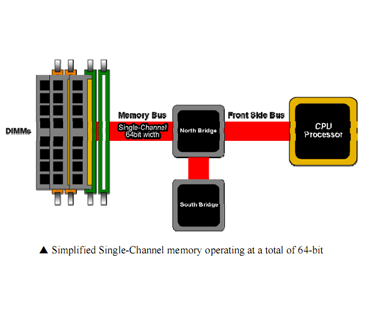 Memory Bus
Front Side Bus
DIMMs
Single-Channel
64bit width
North Bridge
CPU
Processor
South Bridge
▲ Simplified Single-Channel memory operating at a total of 64-bit